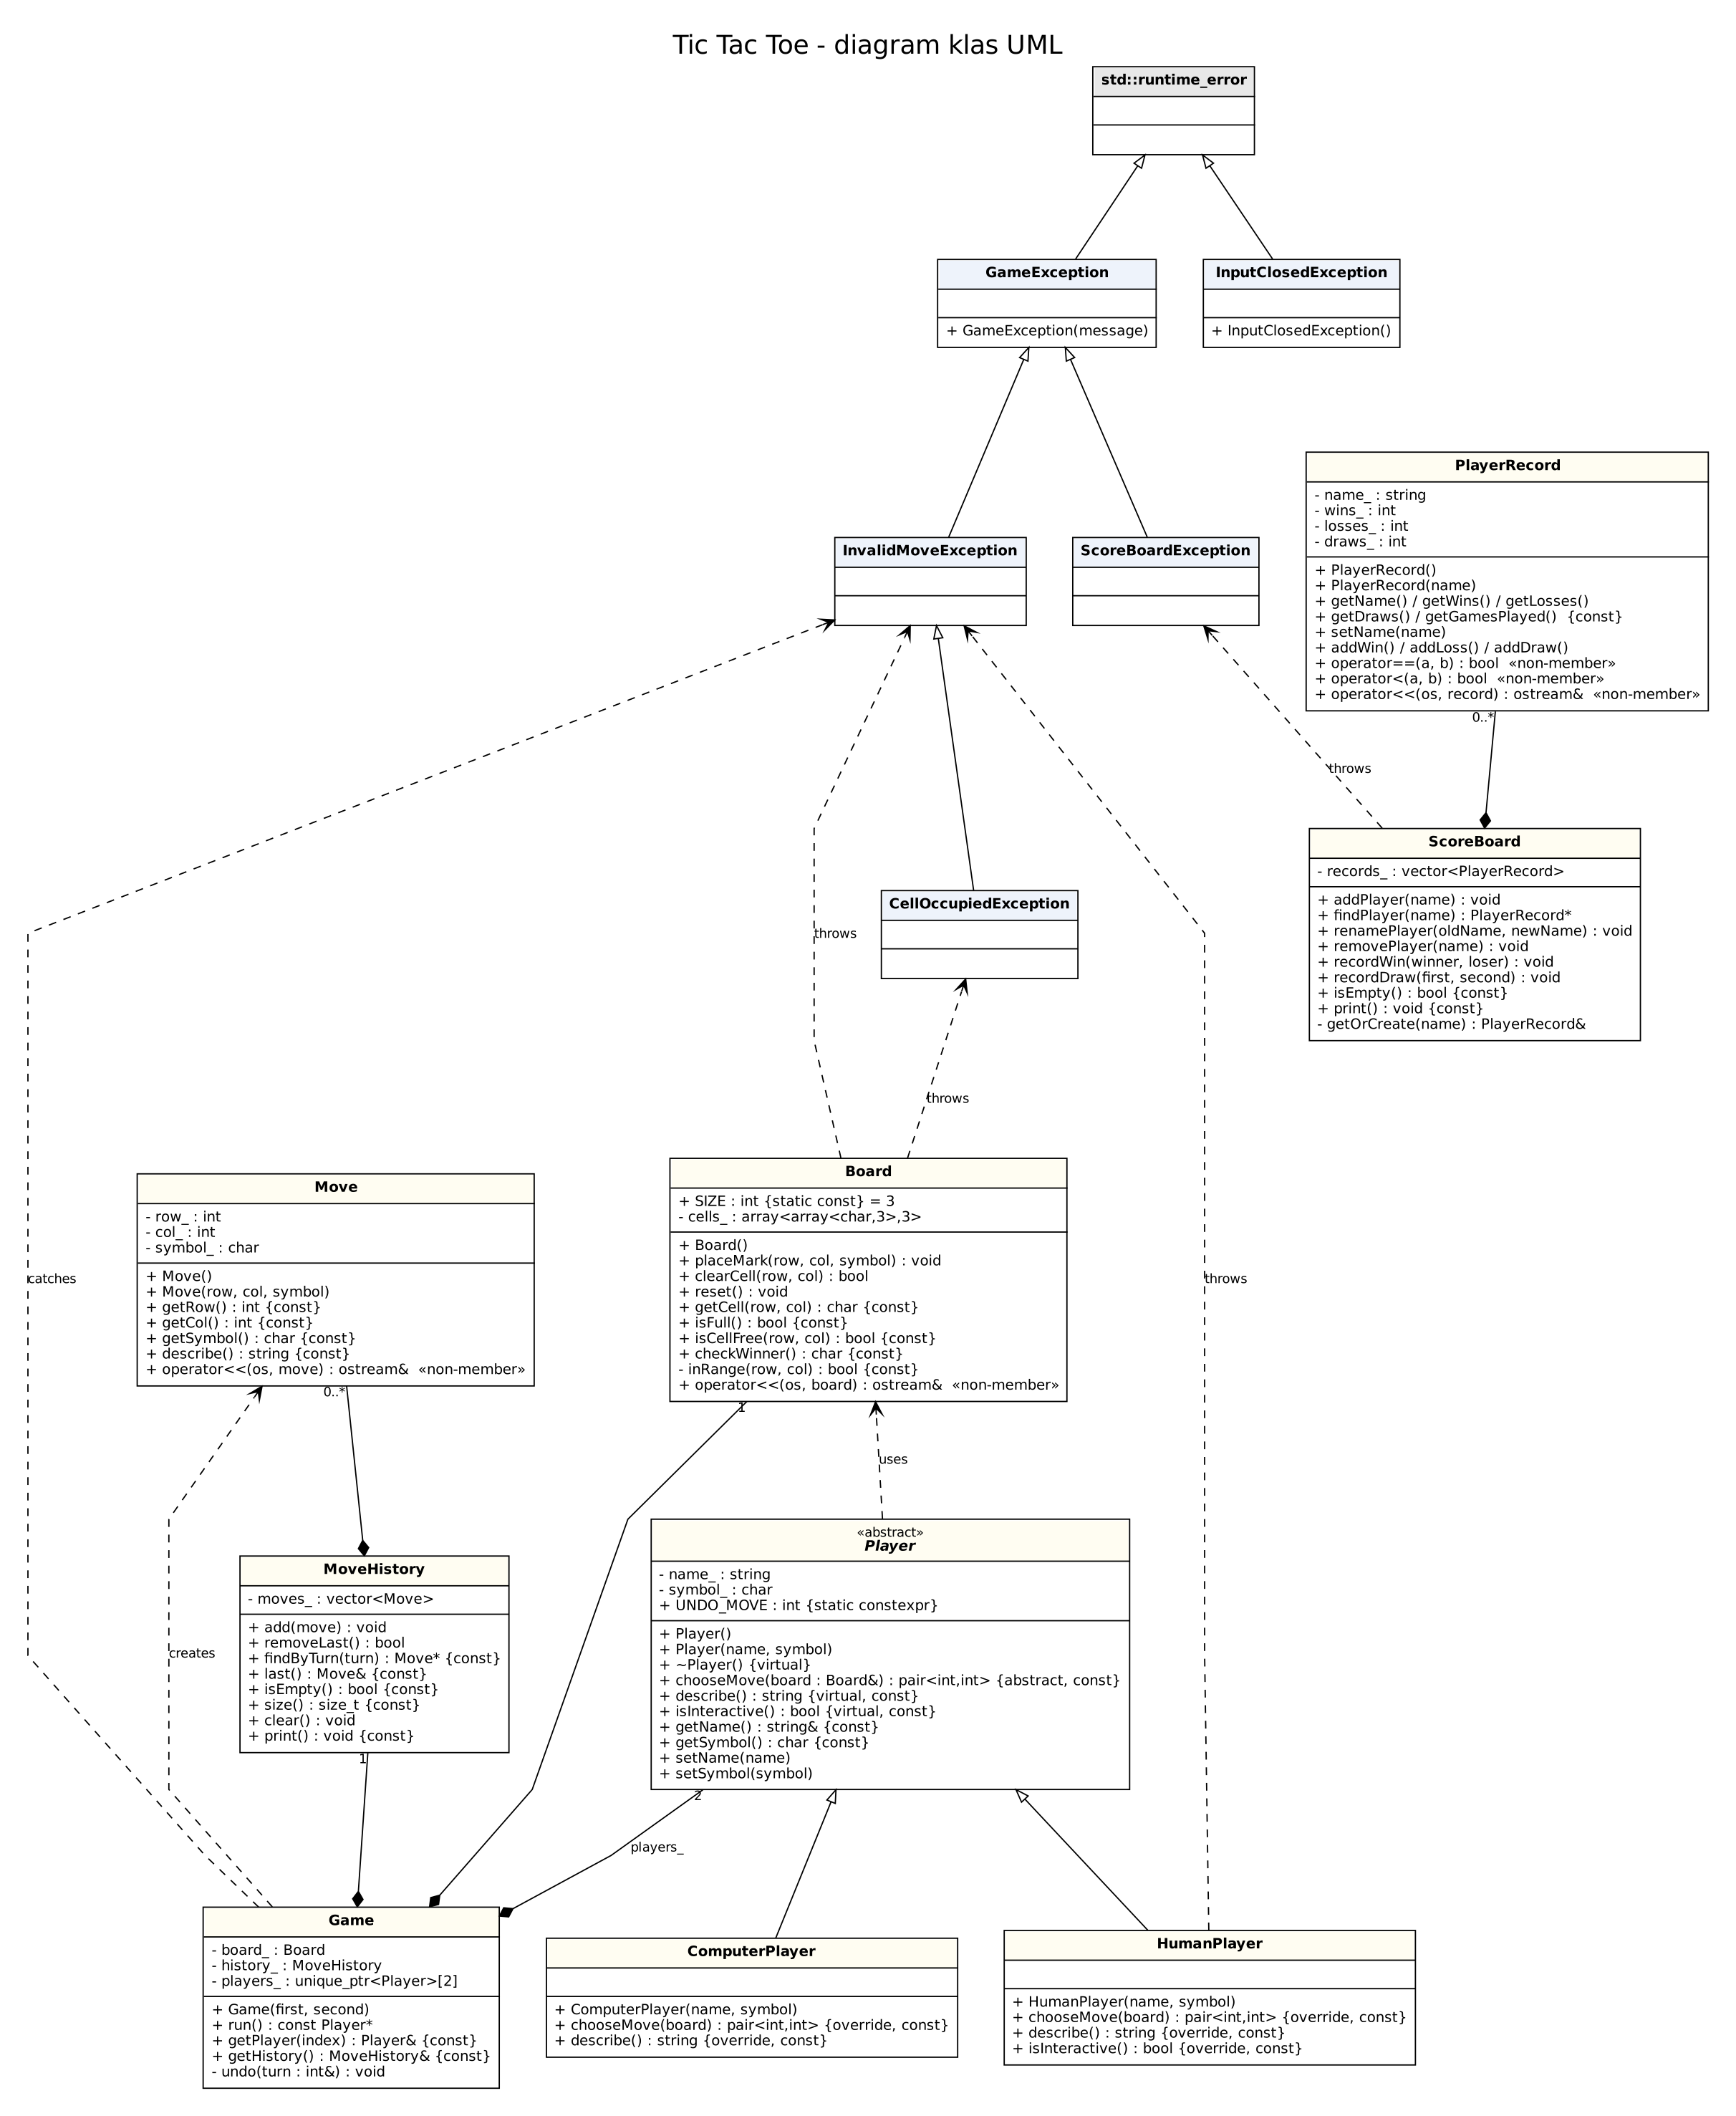 Tic Tac Toe - diagram klas UML
std::runtime_error
GameException
+ GameException(message)
InputClosedException
+ InputClosedException()
PlayerRecord
- name_ : string
- wins_ : int
- losses_ : int
- draws_ : int
+ PlayerRecord()
+ PlayerRecord(name)
+ getName() / getWins() / getLosses()
+ getDraws() / getGamesPlayed()  {const}
+ setName(name)
+ addWin() / addLoss() / addDraw()
+ operator==(a, b) : bool  «non-member»
+ operator<(a, b) : bool  «non-member»
+ operator<<(os, record) : ostream&  «non-member»
InvalidMoveException
ScoreBoardException
0..*
throws
ScoreBoard
- records_ : vector<PlayerRecord>
+ addPlayer(name) : void
+ findPlayer(name) : PlayerRecord*
+ renamePlayer(oldName, newName) : void
+ removePlayer(name) : void
+ recordWin(winner, loser) : void
+ recordDraw(first, second) : void
+ isEmpty() : bool {const}
+ print() : void {const}
- getOrCreate(name) : PlayerRecord&
CellOccupiedException
throws
throws
Move
- row_ : int
- col_ : int
- symbol_ : char
+ Move()
+ Move(row, col, symbol)
+ getRow() : int {const}
+ getCol() : int {const}
+ getSymbol() : char {const}
+ describe() : string {const}
+ operator<<(os, move) : ostream&  «non-member»
0..*
Board
+ SIZE : int {static const} = 3
- cells_ : array<array<char,3>,3>
+ Board()
+ placeMark(row, col, symbol) : void
+ clearCell(row, col) : bool
+ reset() : void
+ getCell(row, col) : char {const}
+ isFull() : bool {const}
+ isCellFree(row, col) : bool {const}
+ checkWinner() : char {const}
- inRange(row, col) : bool {const}
+ operator<<(os, board) : ostream&  «non-member»
1
catches
throws
uses
MoveHistory
- moves_ : vector<Move>
+ add(move) : void
+ removeLast() : bool
+ findByTurn(turn) : Move* {const}
+ last() : Move& {const}
+ isEmpty() : bool {const}
+ size() : size_t {const}
+ clear() : void
+ print() : void {const}
1
creates
«abstract»
Player
- name_ : string
- symbol_ : char
+ UNDO_MOVE : int {static constexpr}
+ Player()
+ Player(name, symbol)
+ ~Player() {virtual}
+ chooseMove(board : Board&) : pair<int,int> {abstract, const}
+ describe() : string {virtual, const}
+ isInteractive() : bool {virtual, const}
+ getName() : string& {const}
+ getSymbol() : char {const}
+ setName(name)
+ setSymbol(symbol)
2
players_
Game
- board_ : Board
- history_ : MoveHistory
- players_ : unique_ptr<Player>[2]
+ Game(first, second)
+ run() : const Player*
+ getPlayer(index) : Player& {const}
+ getHistory() : MoveHistory& {const}
- undo(turn : int&) : void
ComputerPlayer
+ ComputerPlayer(name, symbol)
+ chooseMove(board) : pair<int,int> {override, const}
+ describe() : string {override, const}
HumanPlayer
+ HumanPlayer(name, symbol)
+ chooseMove(board) : pair<int,int> {override, const}
+ describe() : string {override, const}
+ isInteractive() : bool {override, const}